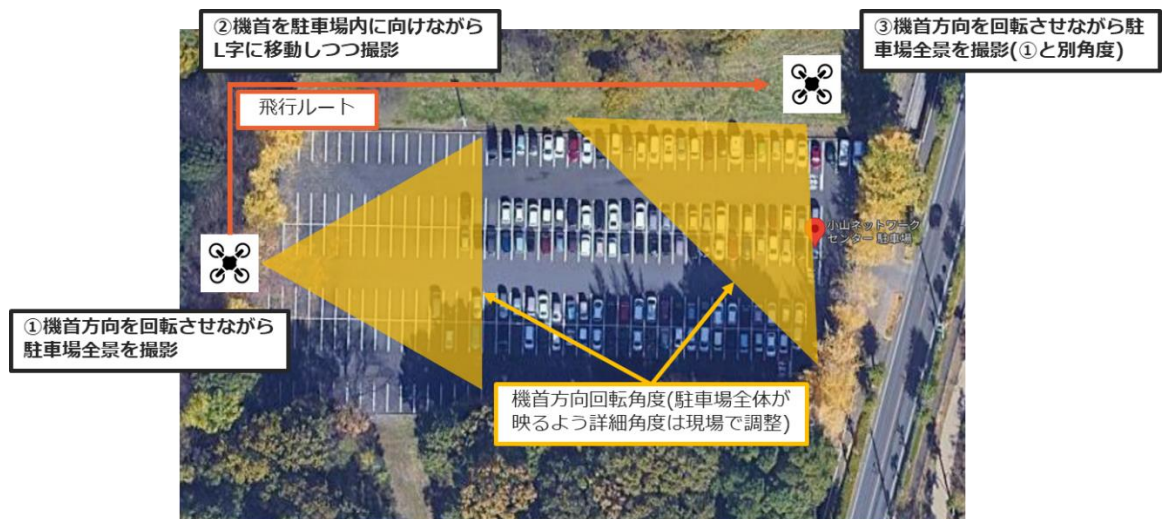 ②機首を駐車場内に向けながら
L字に移動しつつ撮影
③機首方向を回転させながら駐
車場全景を撮影(①と別角度)
飛行ルート
小山ネットワーク
センター 駐車場
①機首方向を回転させながら
駐車場全景を撮影
機首方向回転角度(駐車場全体が
映るよう詳細角度は現場で調整)